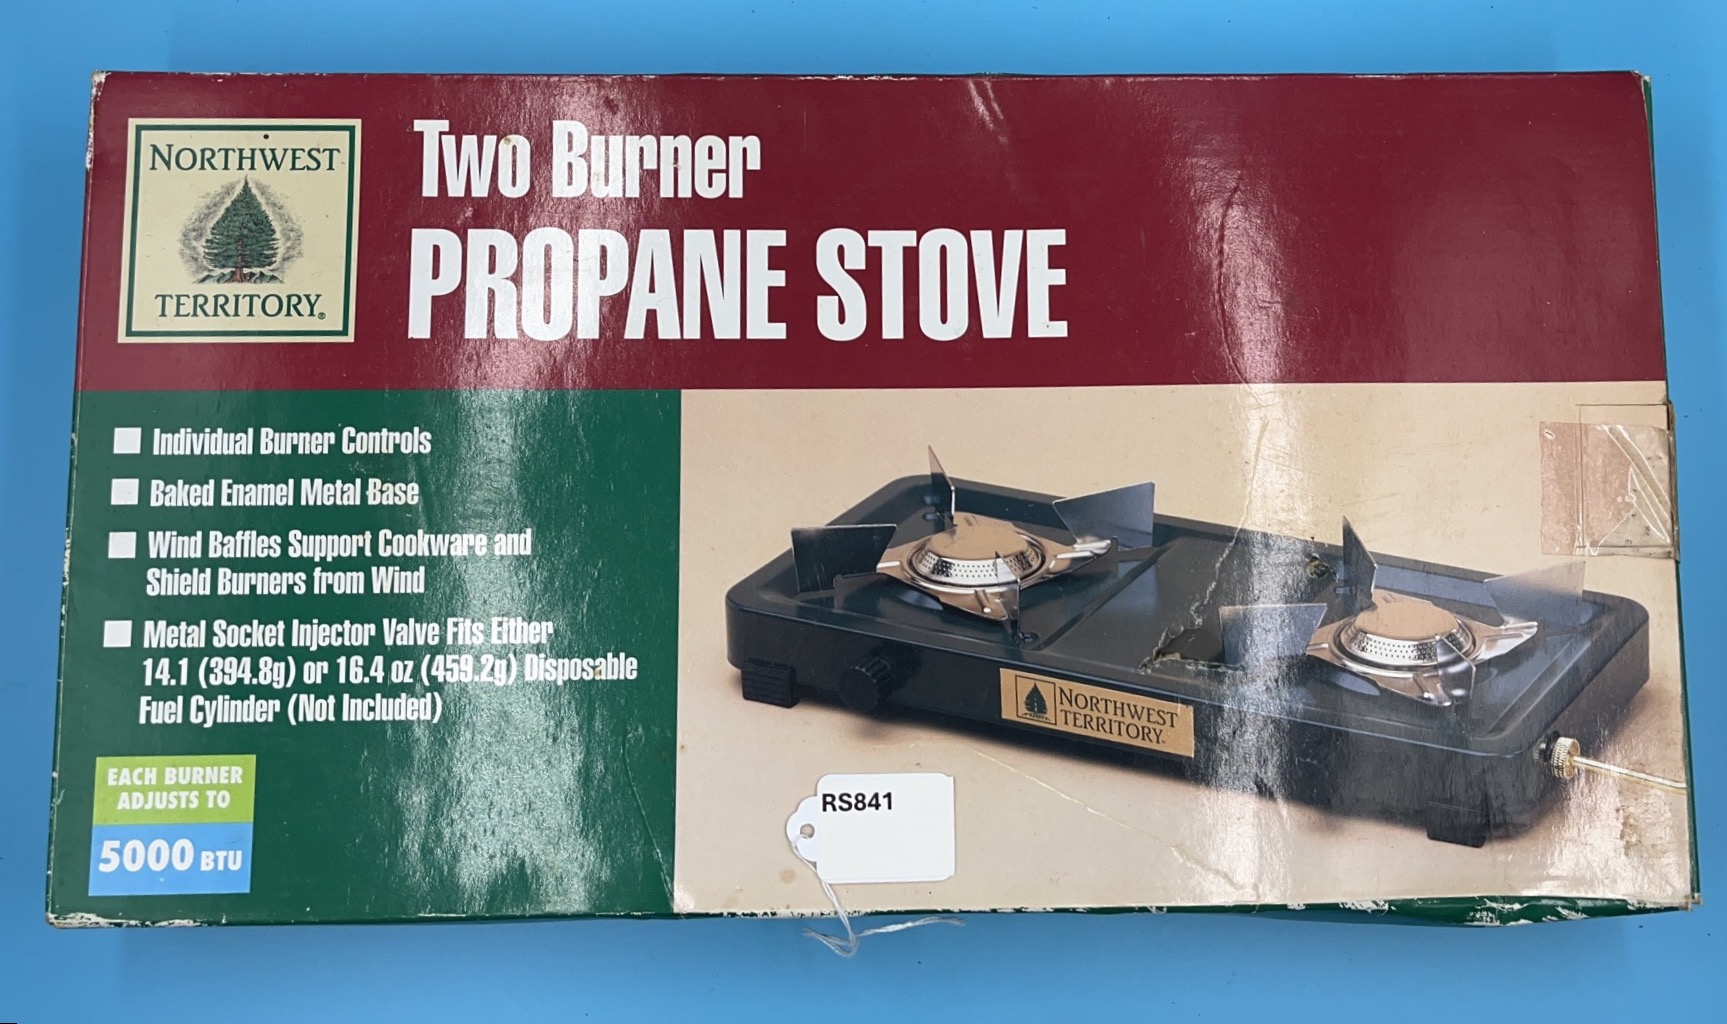 NORTHWEST
TERRITORY®
Two Burner
PROPANE STOVE
Individual Burner Controls
Baked Enamel Metal Base
Wind Baffles Support Cookware and
Shield Burners from Wind
Metal Socket Injector Valve Fits Either
14.1 (394.8g) or 16.4 oz (459.2g) Disposable
Fuel Cylinder (Not Included)
EACH BURNER
ADJUSTS TO
5000 BTU
NORTHWEST
TERRITORY
RS841